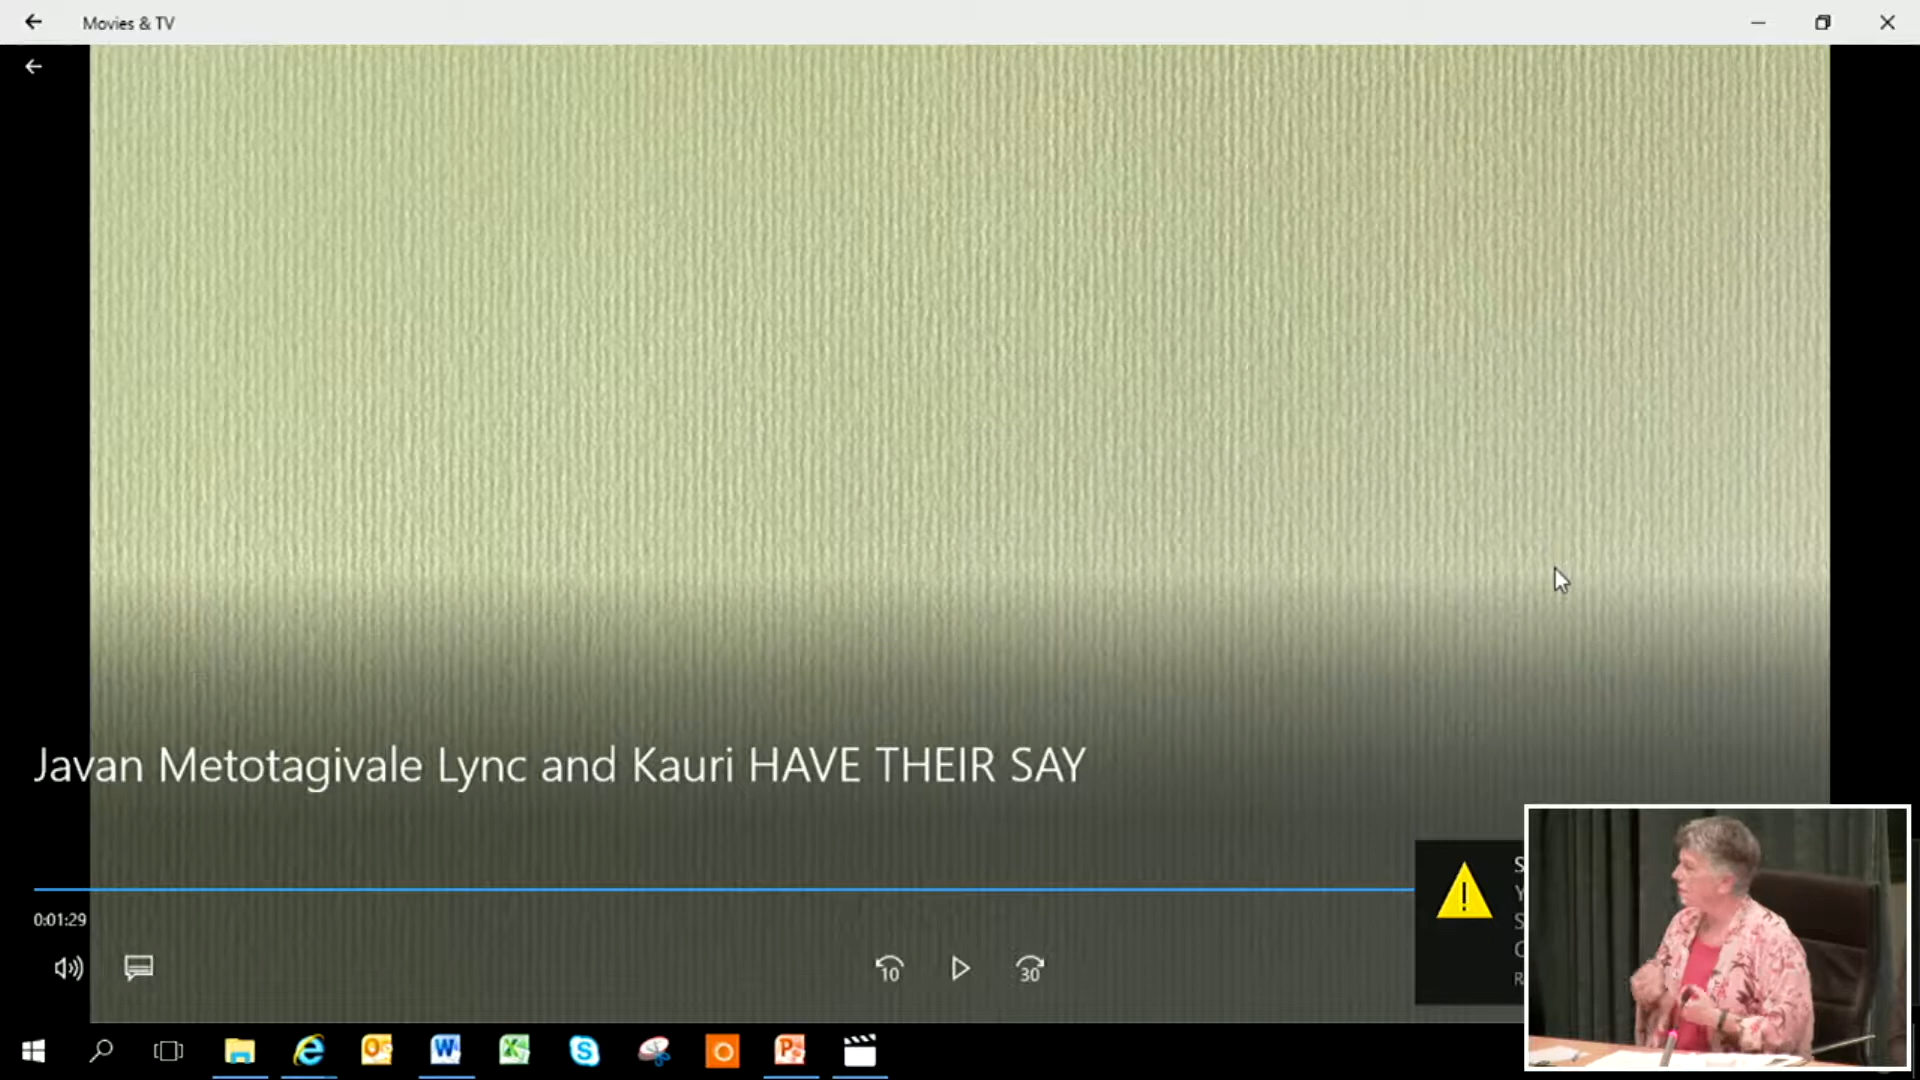 Movies & TV
Javan Metotagivale Lync and Kauri HAVE THEIR SAY
0:01:29
10
30